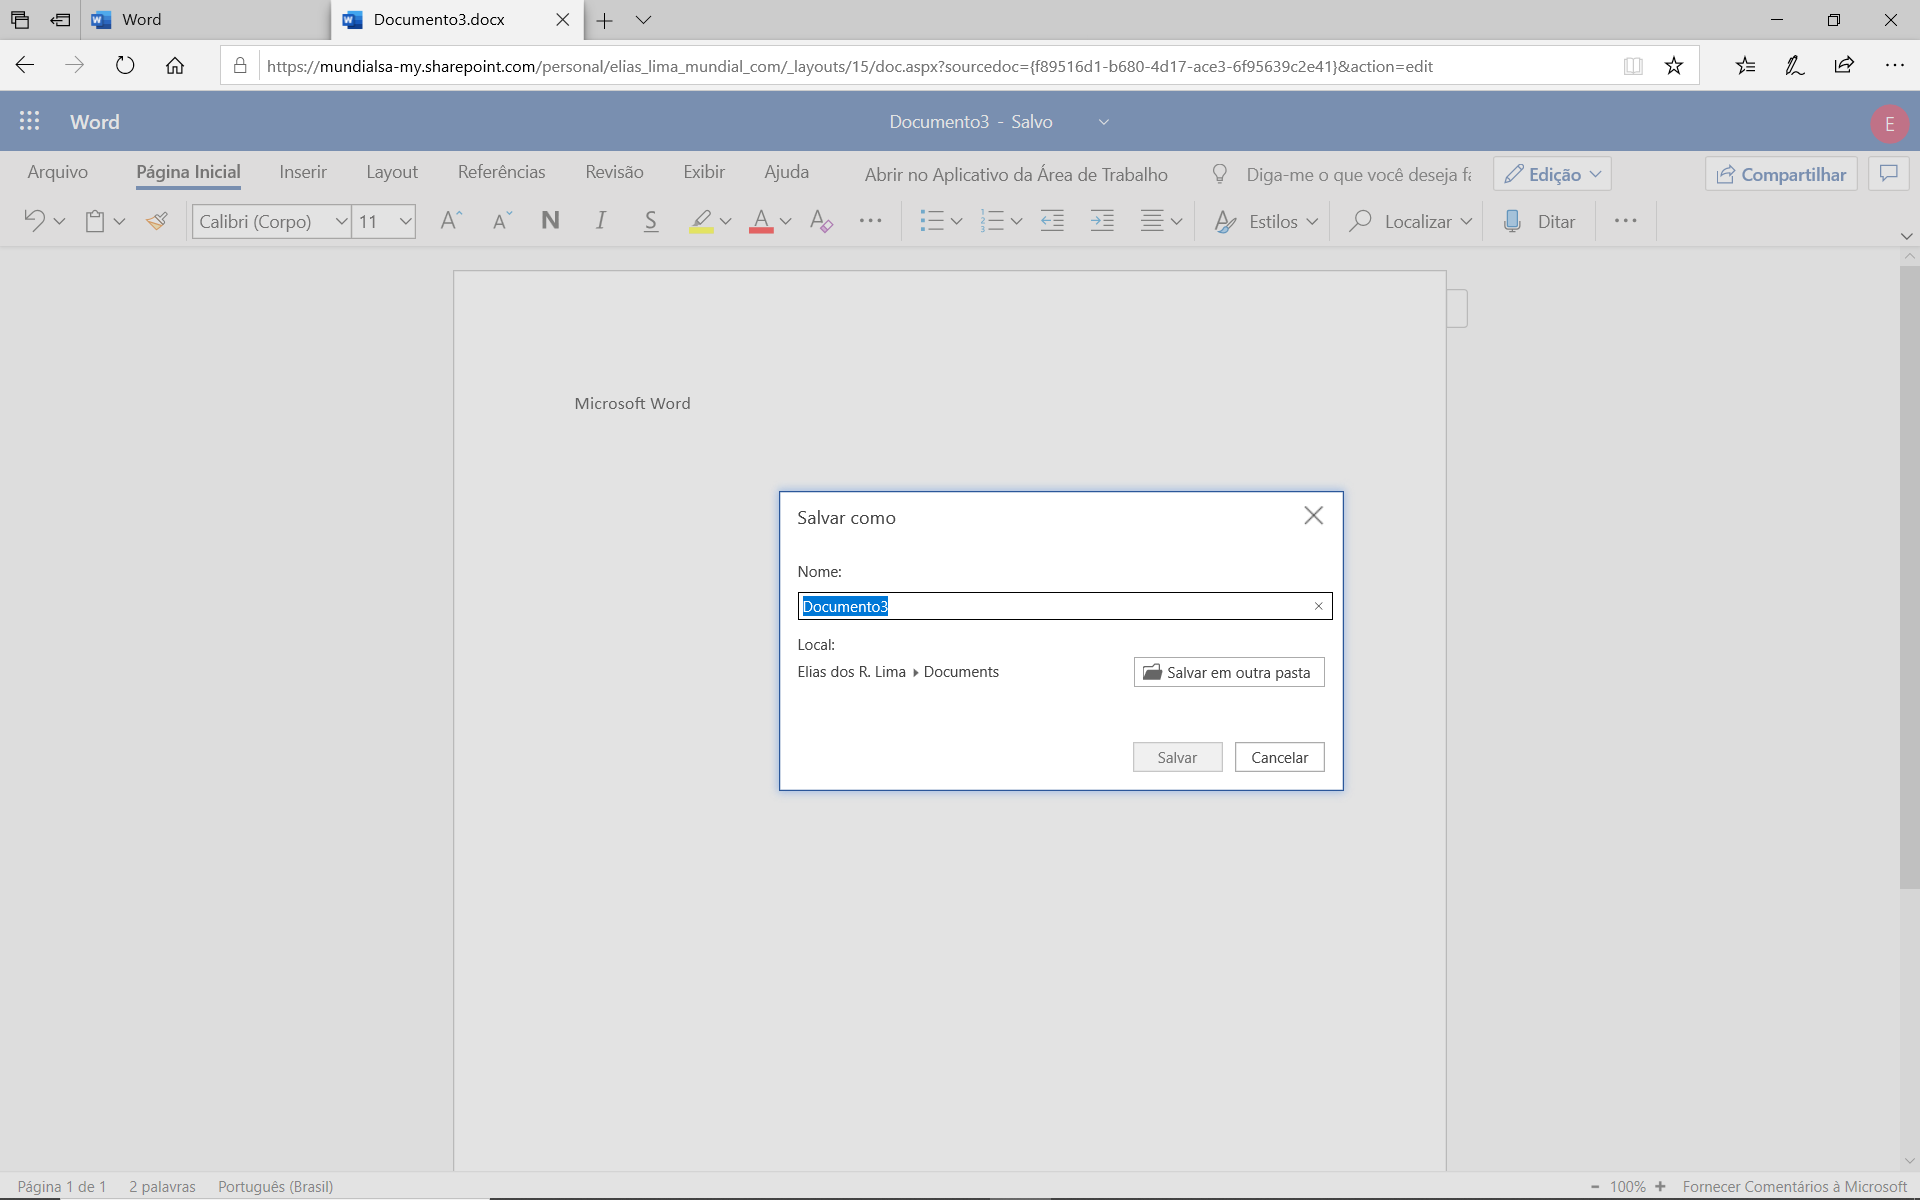 Word
Documento3.docx
https://mundialsa-my.sharepoint.com/personal/elias_lima_mundial_com/_layouts/15/doc.aspx?sourcedoc={f89516d1-b680-4d17-ace3-6f95639c2e41}&action=edit
Word
Documento3 - Salvo
E
Arquivo Página Inicial Inserir Layout Referências Revisão Exibir Ajuda Abrir no Aplicativo da Área de Trabalho Diga-me o que você deseja fa Edição Compartilhar
Calibri (Corpo) 11 A A N I S A A Estilos Localizar Ditar
Microsoft Word
Salvar como
Nome:
Documento3
Local:
Elias dos R. Lima Documents Salvar em outra pasta
Salvar Cancelar
Página 1 de 1 2 palavras Português (Brasil) 100% Fornecer Comentários à Microsoft